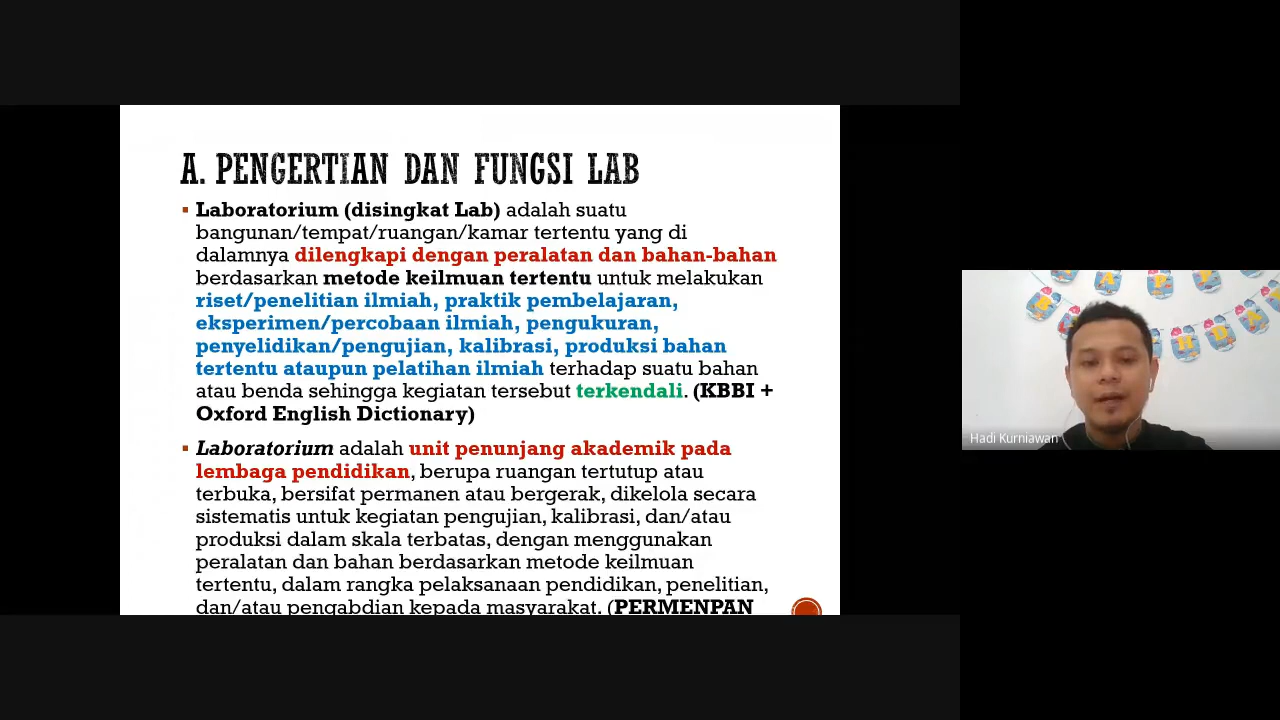 A. PENGERTIAN DAN FUNGSI LAB
▪ Laboratorium (disingkat Lab) adalah suatu
bangunan/tempat/ruangan/kamar tertentu yang di
dalamnya dilengkapi dengan peralatan dan bahan-bahan
berdasarkan metode keilmuan tertentu untuk melakukan
riset/penelitian ilmiah, praktik pembelajaran,
eksperimen/percobaan ilmiah, pengukuran,
penyelidikan/pengujian, kalibrasi, produksi bahan
tertentu ataupun pelatihan ilmiah terhadap suatu bahan
atau benda sehingga kegiatan tersebut terkendali. (KBBI +
Oxford English Dictionary)
▪ Laboratorium adalah unit penunjang akademik pada
lembaga pendidikan, berupa ruangan tertutup atau
terbuka, bersifat permanen atau bergerak, dikelola secara
sistematis untuk kegiatan pengujian, kalibrasi, dan/atau
produksi dalam skala terbatas, dengan menggunakan
peralatan dan bahan berdasarkan metode keilmuan
tertentu, dalam rangka pelaksanaan pendidikan, penelitian,
dan/atau pengabdian kepada masyarakat. (PERMENPAN
Hadi Kurniawan